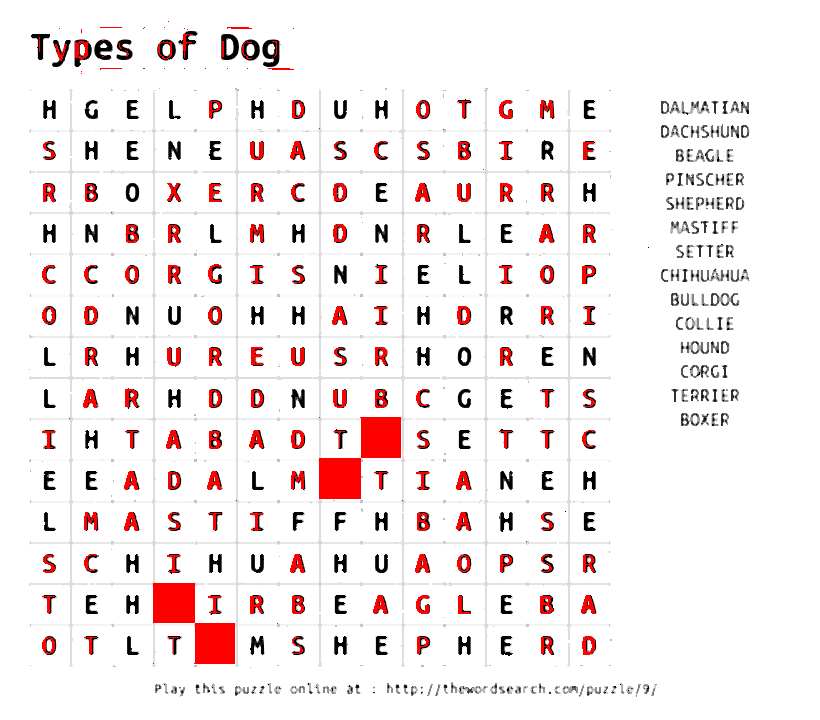 Types of Dog
H G E L P H D U H O T G M E
S H E N E U A S C S B I R E
R B O X E R C D E A U R R H
H N B R L M H D N R L E A R
C C O R G I S N I E L I O P
O D N U O H H A I H D R R I
L R H U R E U S R H O R E N
L A R H D D N U B C G E T S
I H T A B A D T S E T T C
E E A D A L M T I A N E H
L M A S T I F F H B A H S E
S C H I H U A H U A O P S R
T E H I R B E A G L E B A
O T L T M S H E P H E R D
DALMATIAN
DACHSHUND
BEAGLE
PINSCHER
SHEPHERD
MASTIFF
SETTER
CHIHUAHUA
BULLDOG
COLLIE
HOUND
CORGI
TERRIER
BOXER
Play this puzzle online at : http://thewordsearch.com/puzzle/9/